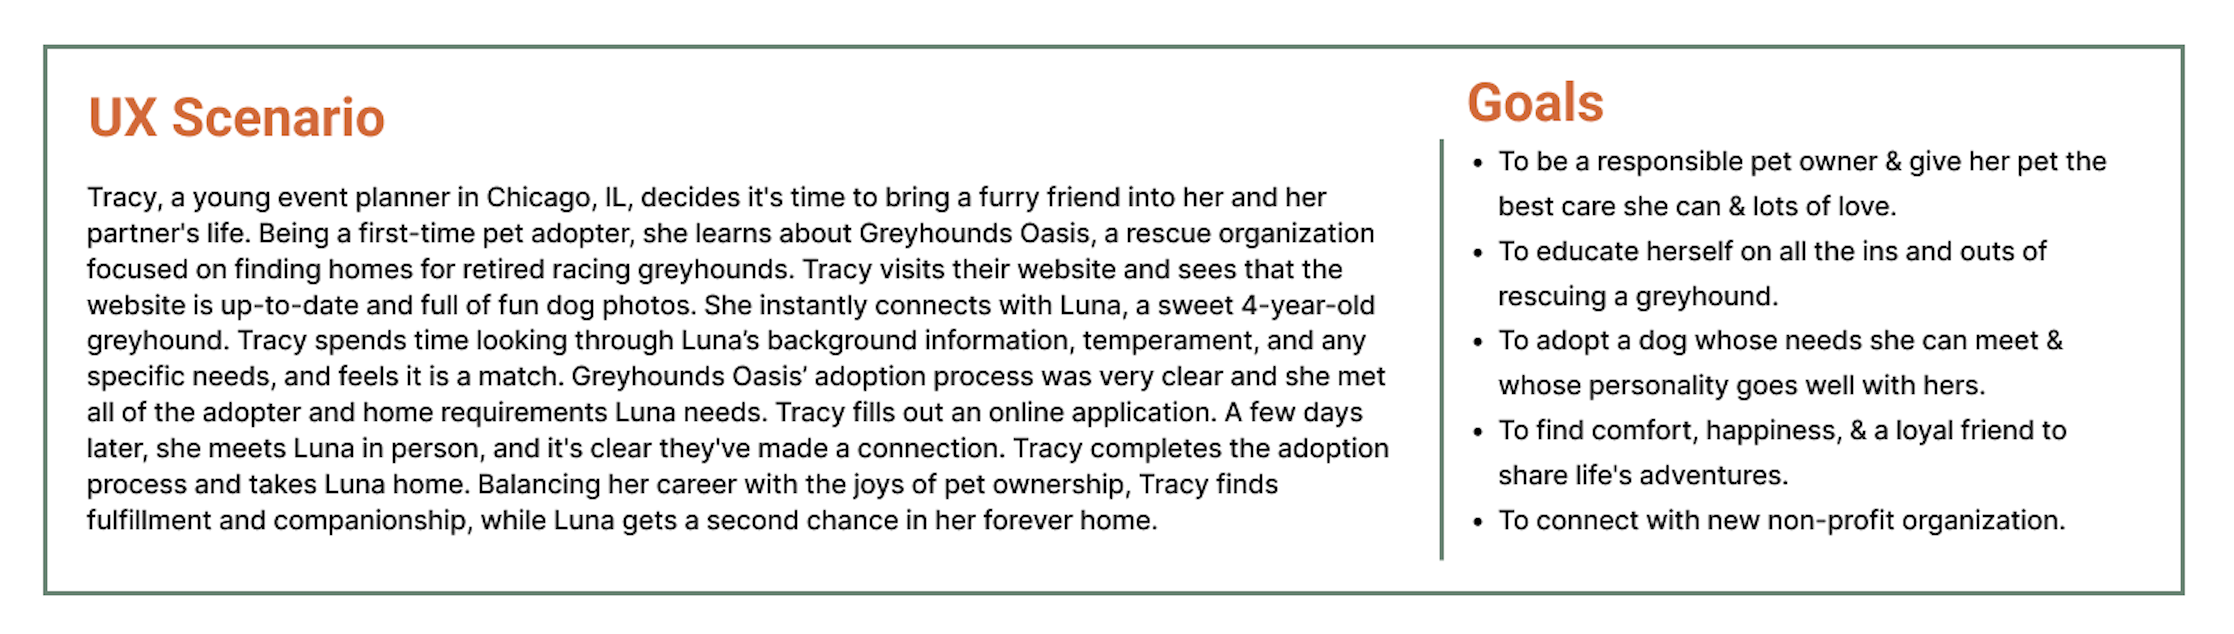 UX Scenario
Tracy, a young event planner in Chicago, IL, decides it's time to bring a furry friend into her and her
partner's life. Being a first-time pet adopter, she learns about Greyhounds Oasis, a rescue organization
focused on finding homes for retired racing greyhounds. Tracy visits their website and sees that the
website is up-to-date and full of fun dog photos. She instantly connects with Luna, a sweet 4-year-old
greyhound. Tracy spends time looking through Luna’s background information, temperament, and any
specific needs, and feels it is a match. Greyhounds Oasis’ adoption process was very clear and she met
all of the adopter and home requirements Luna needs. Tracy fills out an online application. A few days
later, she meets Luna in person, and it's clear they've made a connection. Tracy completes the adoption
process and takes Luna home. Balancing her career with the joys of pet ownership, Tracy finds
fulfillment and companionship, while Luna gets a second chance in her forever home.
Goals
• To be a responsible pet owner & give her pet the
best care she can & lots of love.
• To educate herself on all the ins and outs of
rescuing a greyhound.
• To adopt a dog whose needs she can meet &
whose personality goes well with hers.
• To find comfort, happiness, & a loyal friend to
share life's adventures.
• To connect with new non-profit organization.